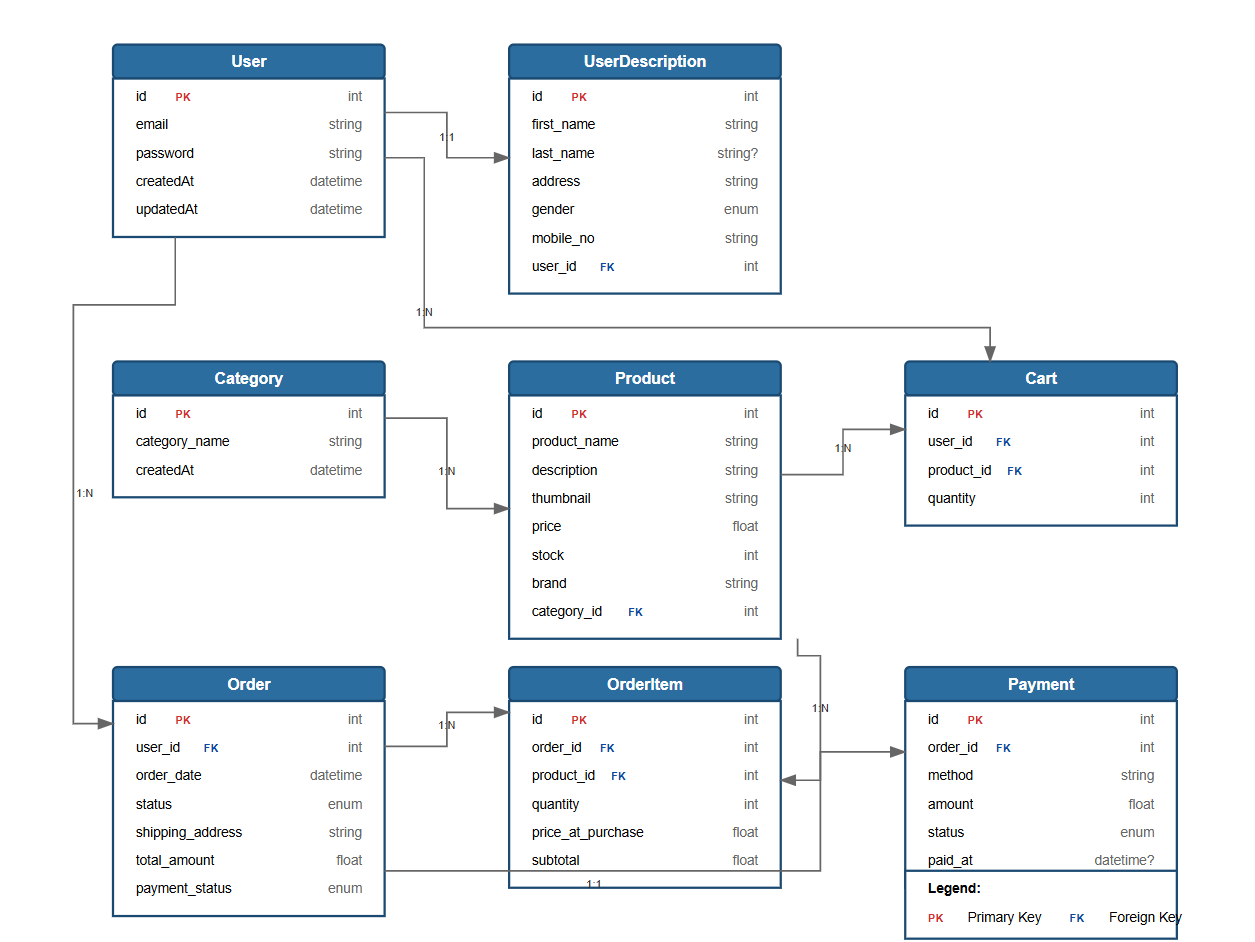 User
id PK int
email string
password string
createdAt datetime
updatedAt datetime
UserDescription
id PK int
first_name string
last_name string?
address string
gender enum
mobile_no string
user_id FK int
1:1
1:N
Category
id PK int
category_name string
createdAt datetime
1:N
Product
id PK int
product_name string
description string
thumbnail string
price float
stock int
brand string
category_id FK int
1:N
Cart
id PK int
user_id FK int
product_id FK int
quantity int
1:N
Order
id PK int
user_id FK int
order_date datetime
status enum
shipping_address string
total_amount float
payment_status enum
1:N
OrderItem
id PK int
order_id FK int
product_id FK int
quantity int
price_at_purchase float
subtotal float
1:1
1:N
Payment
id PK int
order_id FK int
method string
amount float
status enum
paid_at datetime?
Legend:
PK Primary Key FK Foreign Key